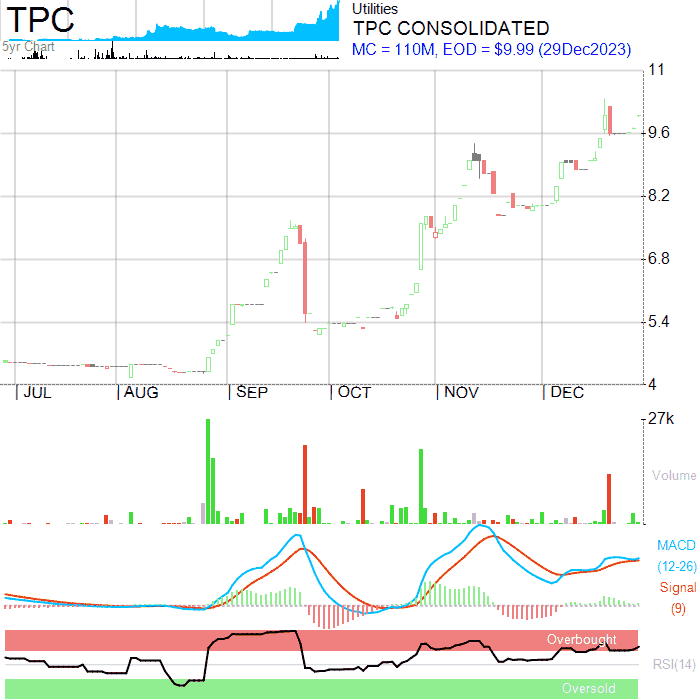 TPC
5yr Chart
Utilities
TPC CONSOLIDATED
MC = 110M, EOD = $9.99 (29Dec2023)
11
9.6
8.2
6.8
5.4
4
JUL AUG SEP OCT NOV DEC
27k
Volume
MACD
(12-26)
Signal
(9)
Overbought
RSI(14)
Oversold